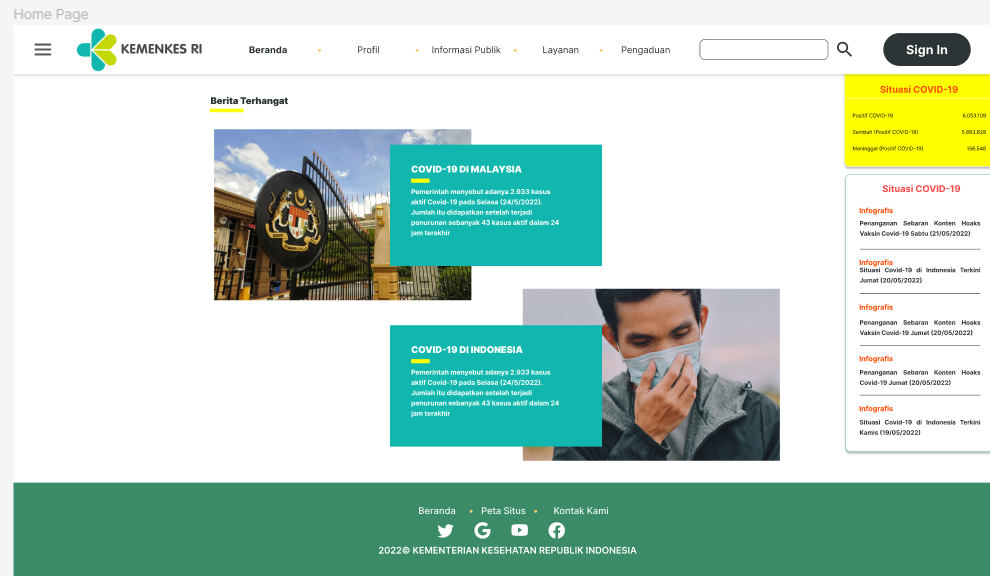 Home Page
KEMENKES RI
Beranda • Profil • Informasi Publik • Layanan • Pengaduan
Sign In
Berita Terhangat
COVID-19 DI MALAYSIA
Pemerintah menyebut adanya 2.933 kasus
aktif Covid-19 pada Selasa (24/5/2022).
Jumlah itu didapatkan setelah terjadi
penurunan sebanyak 43 kasus aktif dalam 24
jam terakhir
COVID-19 DI INDONESIA
Pemerintah menyebut adanya 2.933 kasus
aktif Covid-19 pada Selasa (24/5/2022).
Jumlah itu didapatkan setelah terjadi
penurunan sebanyak 43 kasus aktif dalam 24
jam terakhir
Situasi COVID-19
Positif COVID-19 6,053,109
Sembuh (Positif COVID-19) 5.893.628
Meninggal (Positif COVID-19) 156.548
Situasi COVID-19
Infografis
Penanganan Sebaran Konten Hoaks
Vaksin Covid-19 Sabtu (21/05/2022)
Infografis
Situasi Covid-19 di Indonesia Terkini
Jumat (20/05/2022)
Infografis
Penanganan Sebaran Konten Hoaks
Vaksin Covid-19 Jumat (20/05/2022)
Infografis
Penanganan Sebaran Konten Hoaks
Covid-19 Jumat (20/05/2022)
Infografis
Situasi Covid-19 di Indonesia Terkini
Kamis (19/05/2022)
Beranda • Peta Situs • Kontak Kami
2022© KEMENTERIAN KESEHATAN REPUBLIK INDONESIA